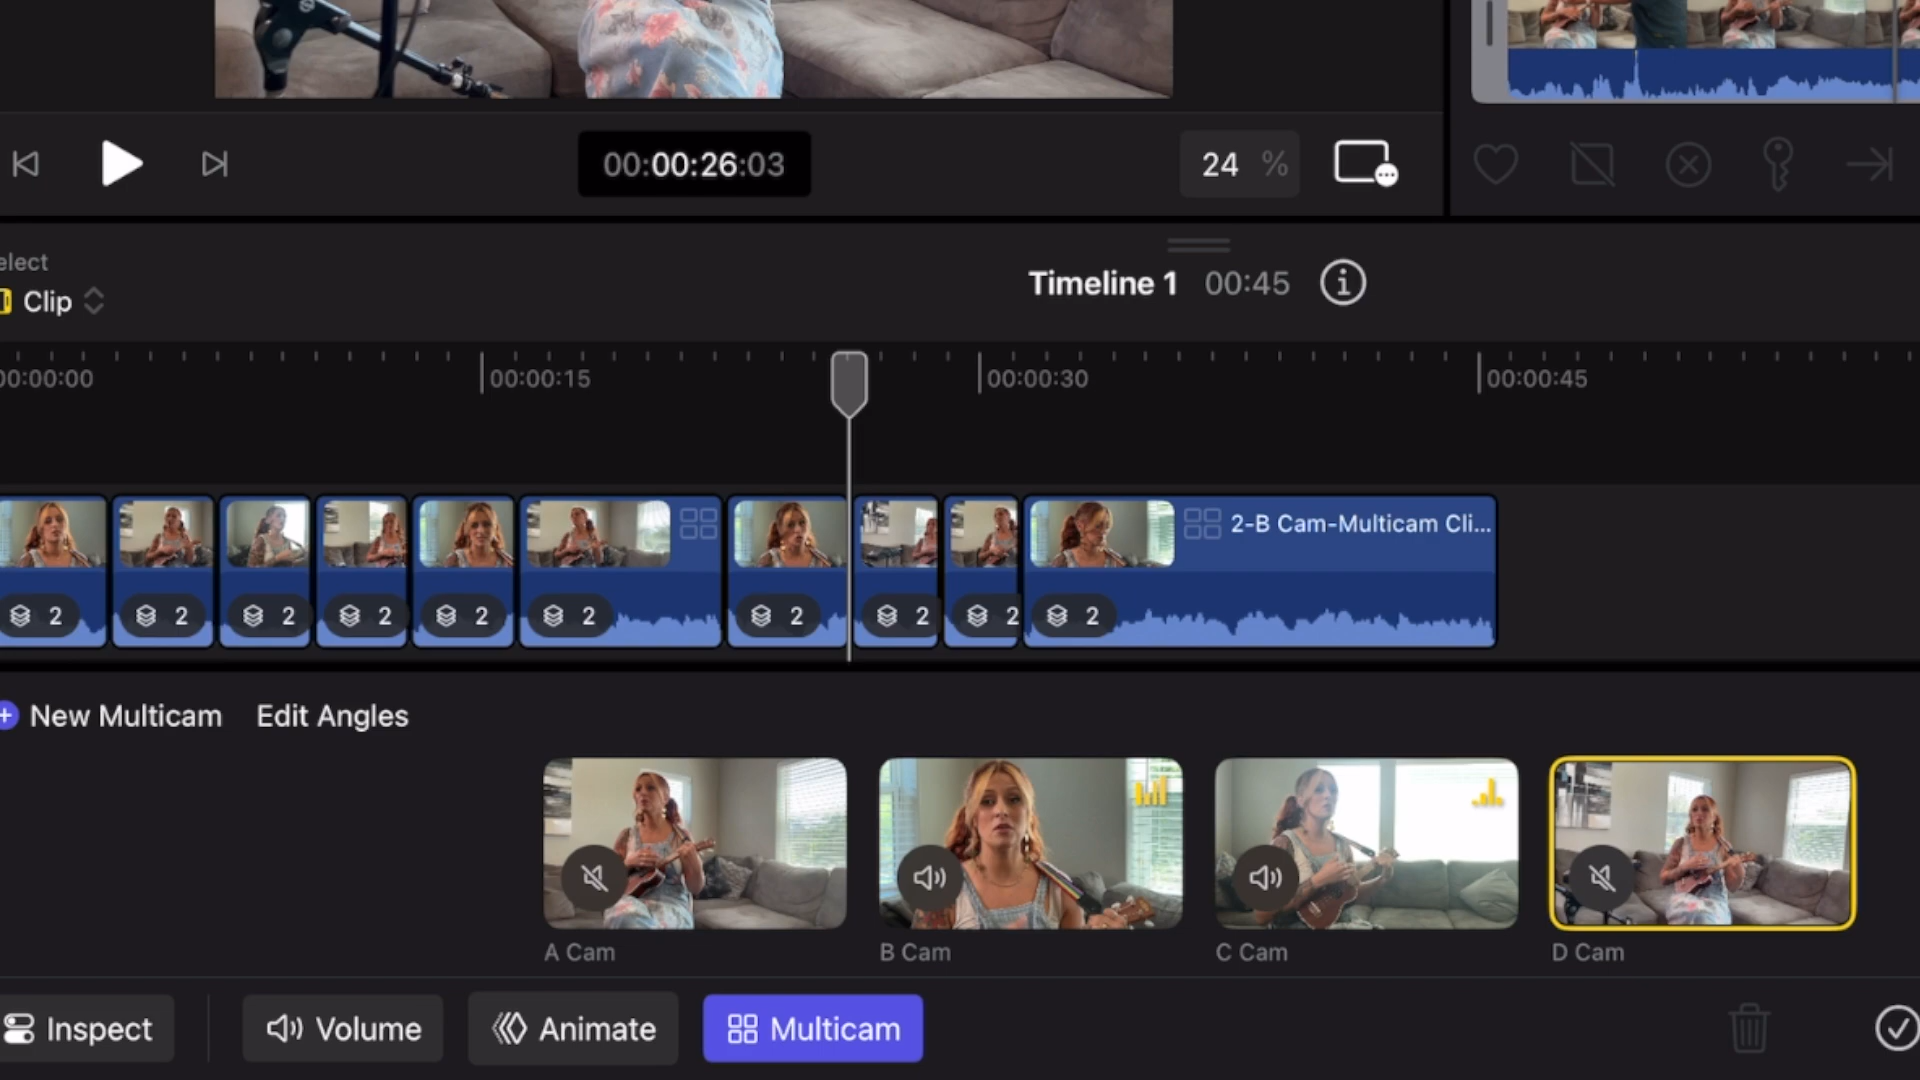 00:00:26:03
24 %
elect
Clip
Timeline 1 00:45
00:00:00
00:00:15
00:00:30
00:00:45
2-B Cam-Multicam Cli...
2
2
2
2
2
2
2
2
2
2
New Multicam
Edit Angles
A Cam
B Cam
C Cam
D Cam
Inspect
Volume
Animate
Multicam